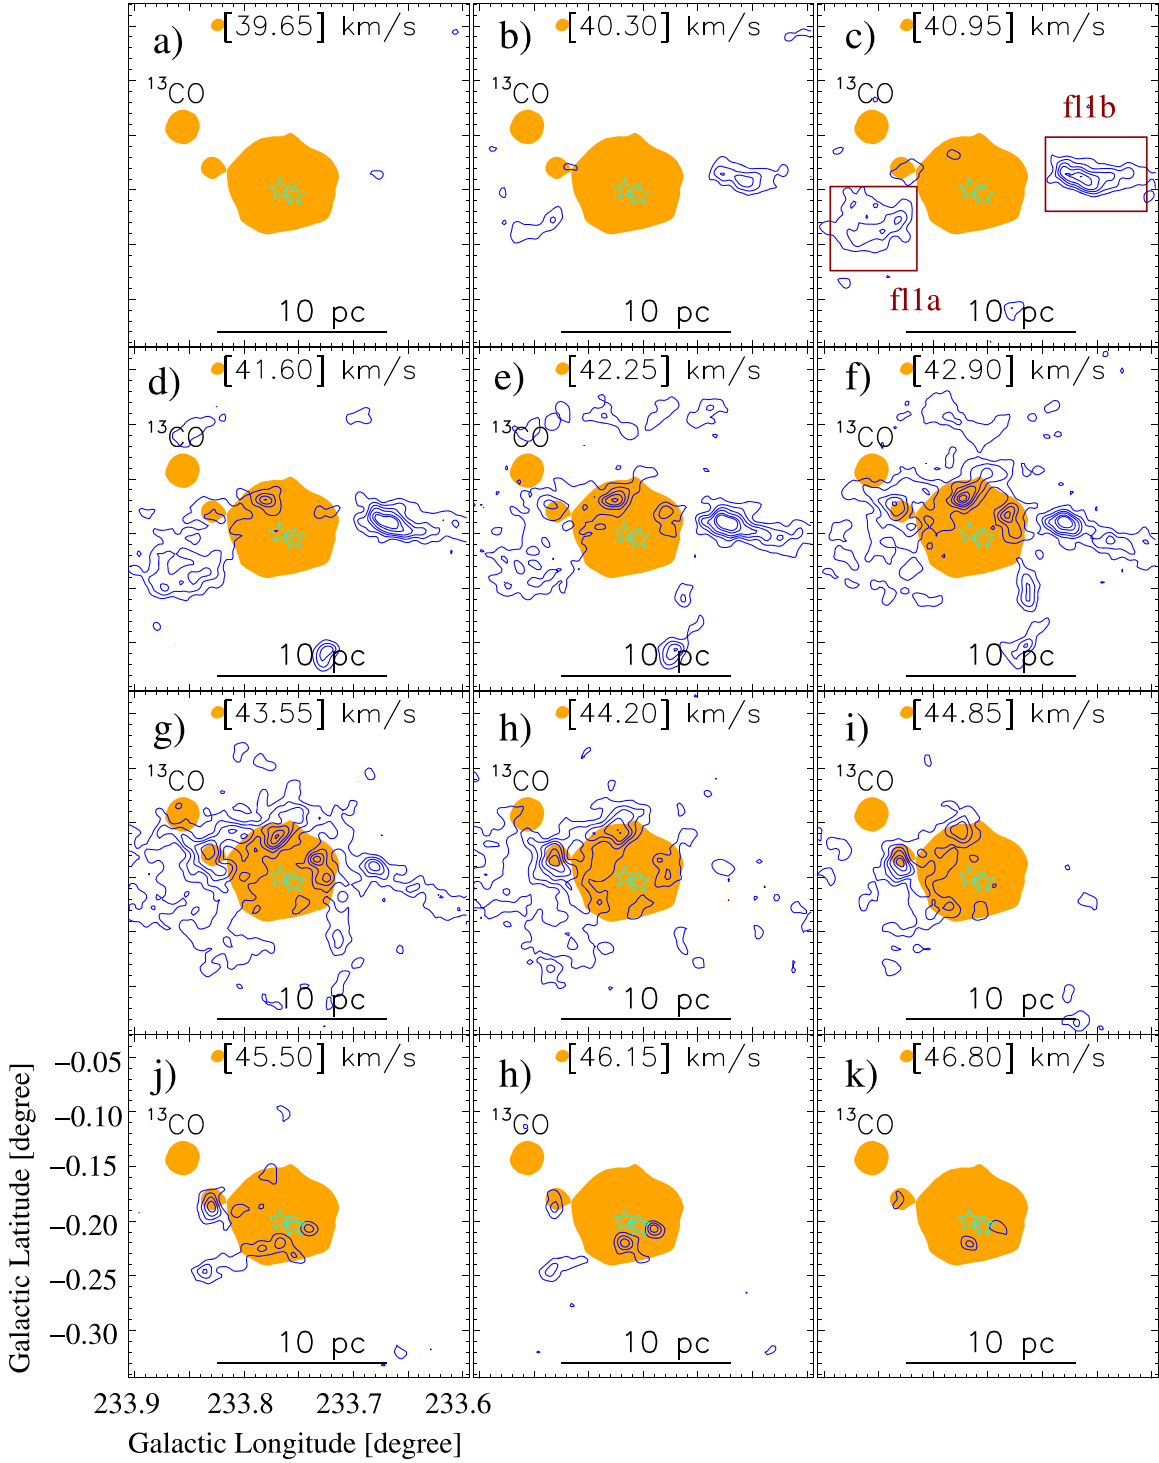 a) [39.65] km/s
¹³CO
10 pc
b) [40.30] km/s
¹³CO
10 pc
c) [40.95] km/s
¹³CO
fl1b
fl1a
10 pc
d) [41.60] km/s
¹³CO
10 pc
e) [42.25] km/s
¹³CO
10 pc
f) [42.90] km/s
¹³CO
10 pc
g) [43.55] km/s
¹³CO
10 pc
h) [44.20] km/s
¹³CO
10 pc
i) [44.85] km/s
¹³CO
10 pc
j) [45.50] km/s
¹³CO
10 pc
h) [46.15] km/s
¹³CO
10 pc
k) [46.80] km/s
¹³CO
10 pc
Galactic Latitude [degree]
−0.05
−0.10
−0.15
−0.20
−0.25
−0.30
233.9 233.8 233.7 233.6
Galactic Longitude [degree]